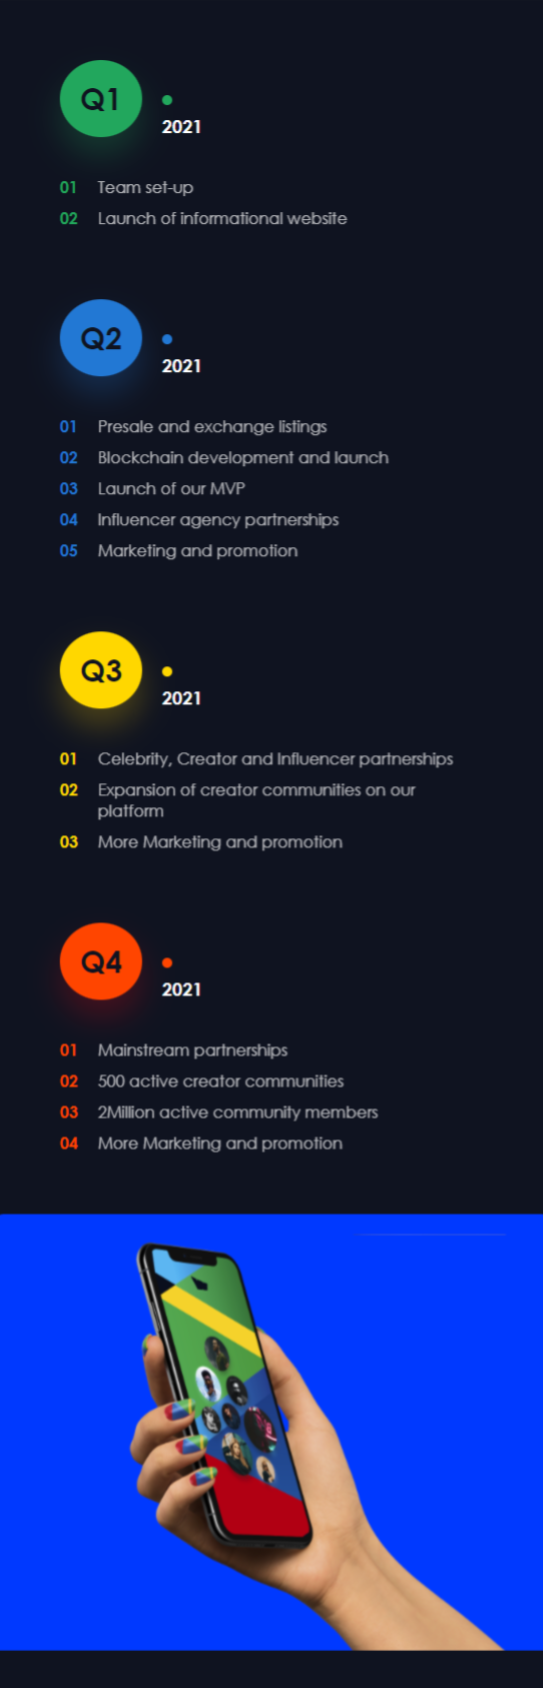 Q1
2021
01 Team set-up
02 Launch of informational website
Q2
2021
01 Presale and exchange listings
02 Blockchain development and launch
03 Launch of our MVP
04 Influencer agency partnerships
05 Marketing and promotion
Q3
2021
01 Celebrity, Creator and Influencer partnerships
02 Expansion of creator communities on our
platform
03 More Marketing and promotion
Q4
2021
01 Mainstream partnerships
02 500 active creator communities
03 2Million active community members
04 More Marketing and promotion